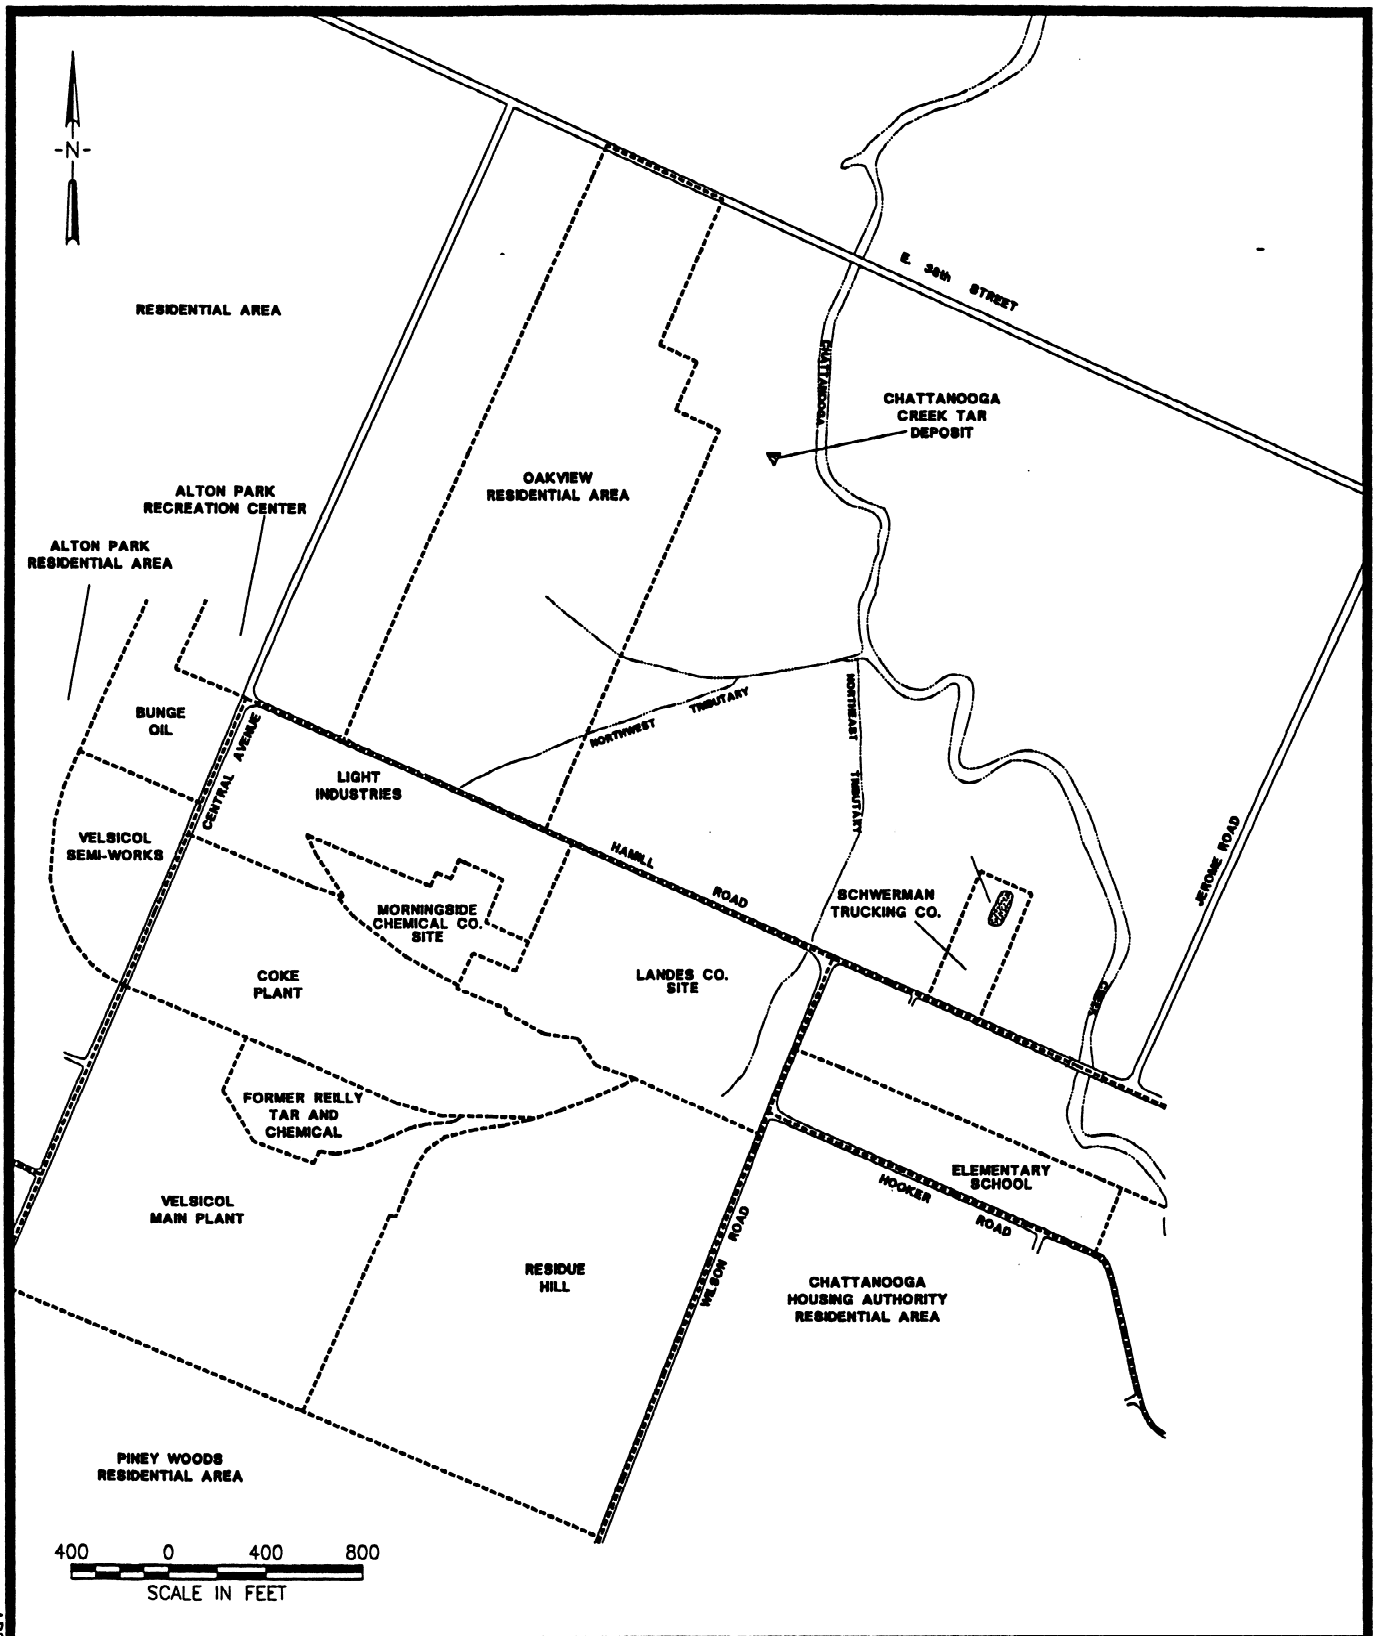 -N-
E. 38th STREET
RESIDENTIAL AREA
CHATTANOOGA
CHATTANOOGA
CREEK TAR
DEPOSIT
OAKVIEW
RESIDENTIAL AREA
ALTON PARK
RECREATION CENTER
ALTON PARK
RESIDENTIAL AREA
BUNGE
OIL
CENTRAL AVENUE
NORTHWEST TRIBUTARY
NORTHEAST TRIBUTARY
LIGHT
INDUSTRIES
VELSICOL
SEMI-WORKS
HAMILL ROAD
JEROME ROAD
SCHWERMAN
TRUCKING CO.
MORNINGSIDE
CHEMICAL CO.
SITE
COKE
PLANT
LANDES CO.
SITE
CREEK
FORMER REILLY
TAR AND
CHEMICAL
ELEMENTARY
SCHOOL
HOOKER ROAD
VELSICOL
MAIN PLANT
WILSON ROAD
RESIDUE
HILL
CHATTANOOGA
HOUSING AUTHORITY
RESIDENTIAL AREA
PINEY WOODS
RESIDENTIAL AREA
400 0 400 800
SCALE IN FEET